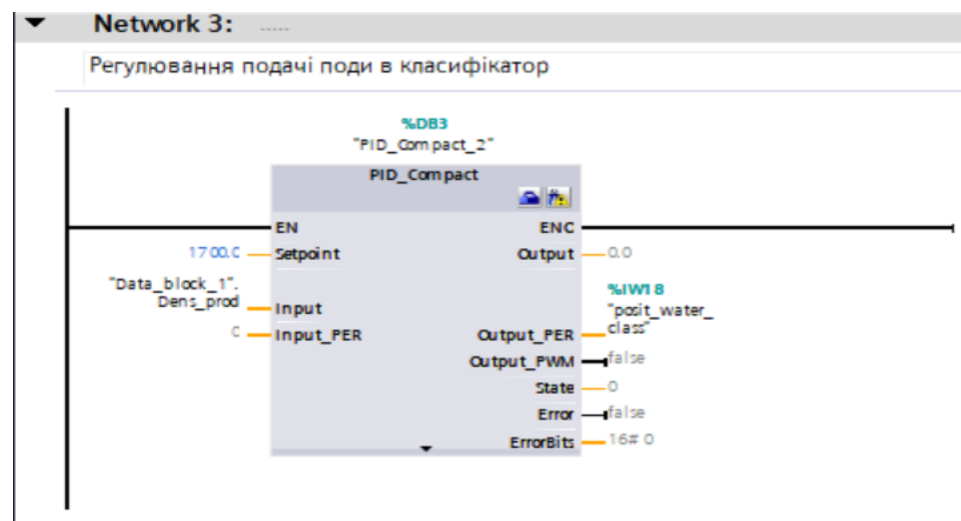 Network 3: .....
Регулювання подачі поди в класифікатор
%DB3
"PID_Compact_2"
PID_Compact
EN ENC
1700.0 Setpoint Output 0.0
"Data_block_1".
Dens_prod Input
%IW18
"posit_water_
class"
0 Input_PER Output_PER
Output_PWM false
State 0
Error false
ErrorBits 16# 0